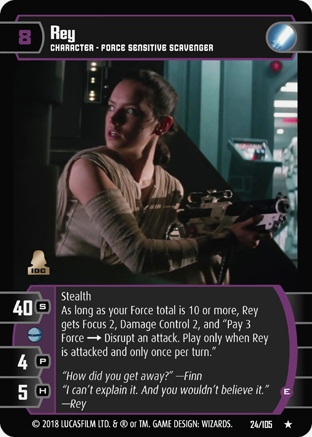 8
Rey
CHARACTER - FORCE SENSITIVE SCAVENGER
IDC
40 S
4 P
5 H
Stealth
As long as your Force total is 10 or more, Rey
gets Focus 2, Damage Control 2, and “Pay 3
Force → Disrupt an attack. Play only when Rey
is attacked and only once per turn.”
“How did you get away?” —Finn
“I can’t explain it. And you wouldn’t believe it.”
—Rey
E
© 2018 LUCASFILM LTD. & ® or TM. GAME DESIGN: WIZARDS. 24/105 ★